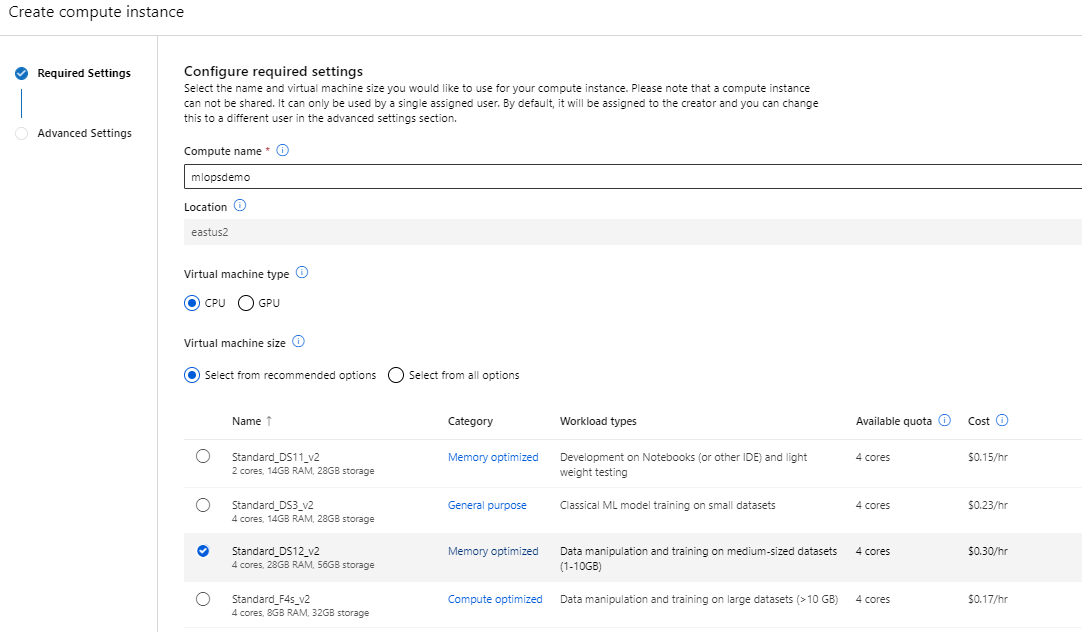 Create compute instance
Required Settings
Advanced Settings
Configure required settings
Select the name and virtual machine size you would like to use for your compute instance. Please note that a compute instance
can not be shared. It can only be used by a single assigned user. By default, it will be assigned to the creator and you can change
this to a different user in the advanced settings section.
Compute name *
mlopsdemo
Location
eastus2
Virtual machine type
CPU GPU
Virtual machine size
Select from recommended options Select from all options
Name ↑ Category Workload types Available quota Cost
Standard_DS11_v2 Memory optimized Development on Notebooks (or other IDE) and light 4 cores $0.15/hr
2 cores, 14GB RAM, 28GB storage weight testing
Standard_DS3_v2 General purpose Classical ML model training on small datasets 4 cores $0.23/hr
4 cores, 14GB RAM, 28GB storage
Standard_DS12_v2 Memory optimized Data manipulation and training on medium-sized datasets 4 cores $0.30/hr
4 cores, 28GB RAM, 56GB storage (1-10GB)
Standard_F4s_v2 Compute optimized Data manipulation and training on large datasets (>10 GB) 4 cores $0.17/hr
4 cores, 8GB RAM, 32GB storage